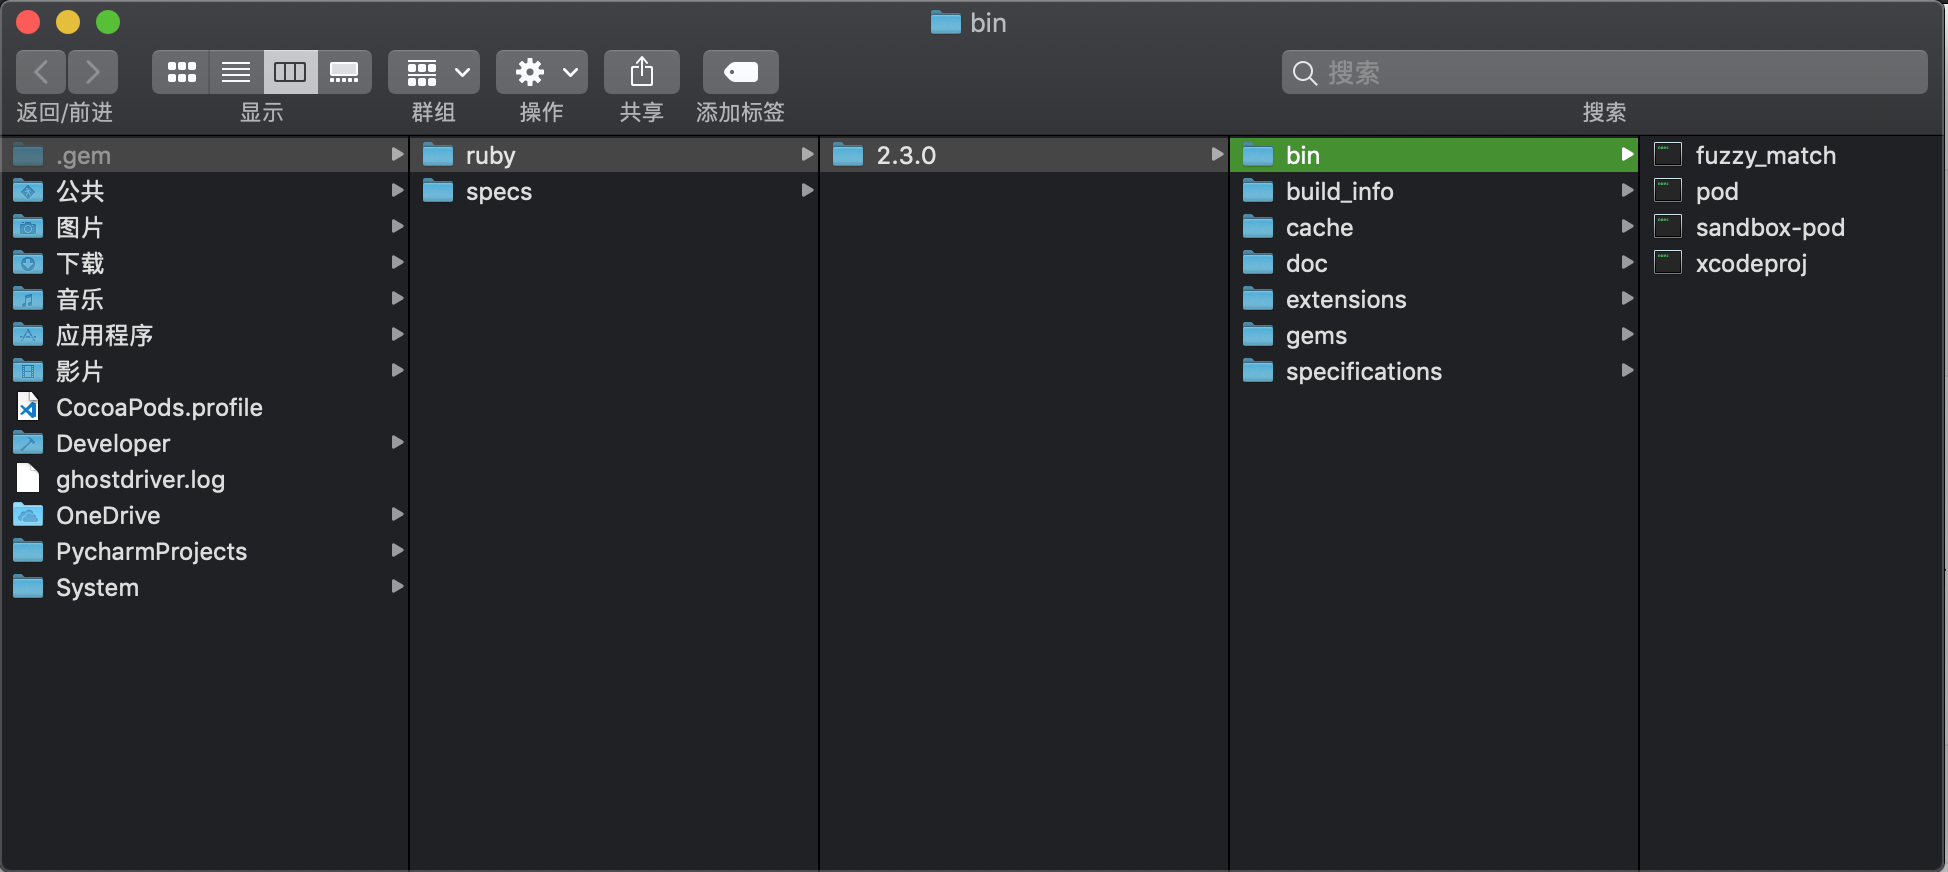 bin
返回/前进
显示
群组
操作
共享
添加标签
搜索
搜索
.gem
公共
图片
下载
音乐
应用程序
影片
CocoaPods.profile
Developer
ghostdriver.log
OneDrive
PycharmProjects
System
ruby
specs
2.3.0
bin
build_info
cache
doc
extensions
gems
specifications
fuzzy_match
pod
sandbox-pod
xcodeproj